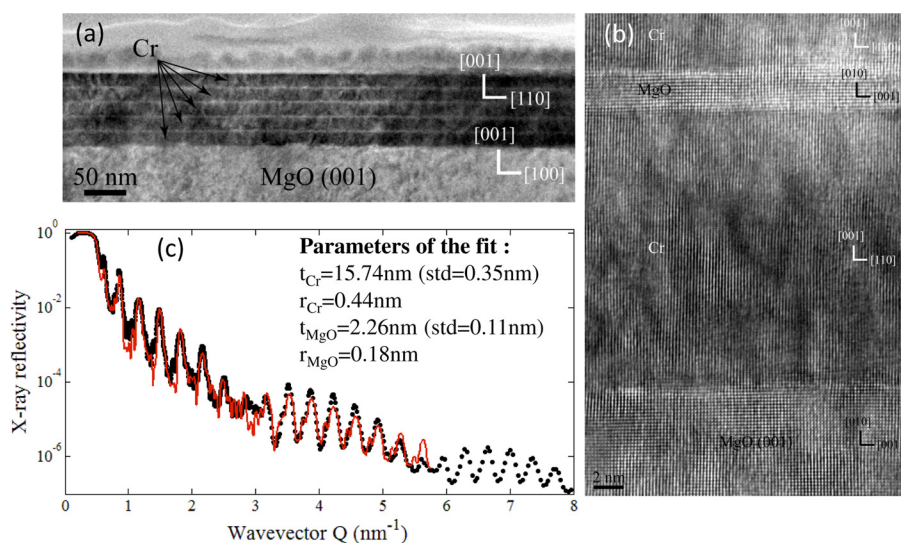 (a)
Cr
[001]
[110]
[001]
[100]
50 nm
MgO (001)
(b)
Cr
[001]
[110]
MgO
[010]
[001]
Cr
[001]
[110]
[010]
[001]
MgO (001)
2 nm
(c)
Parameters of the fit :
t_Cr=15.74nm (std=0.35nm)
r_Cr=0.44nm
t_MgO=2.26nm (std=0.11nm)
r_MgO=0.18nm
X-ray reflectivity
10^0
10^-2
10^-4
10^-6
0 1 2 3 4 5 6 7 8
Wavevector Q (nm^-1)